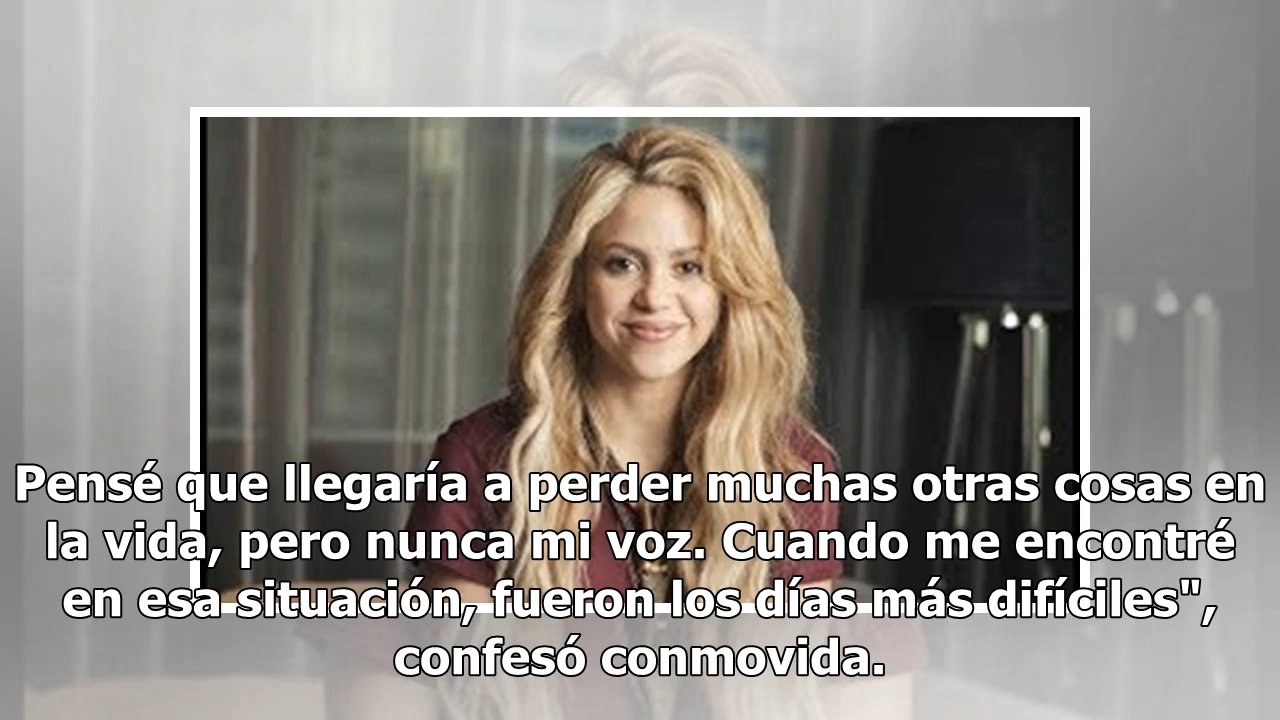 Pensé que llegaría a perder muchas otras cosas en
la vida, pero nunca mi voz. Cuando me encontré
en esa situación, fueron los días más difíciles",
confesó conmovida.